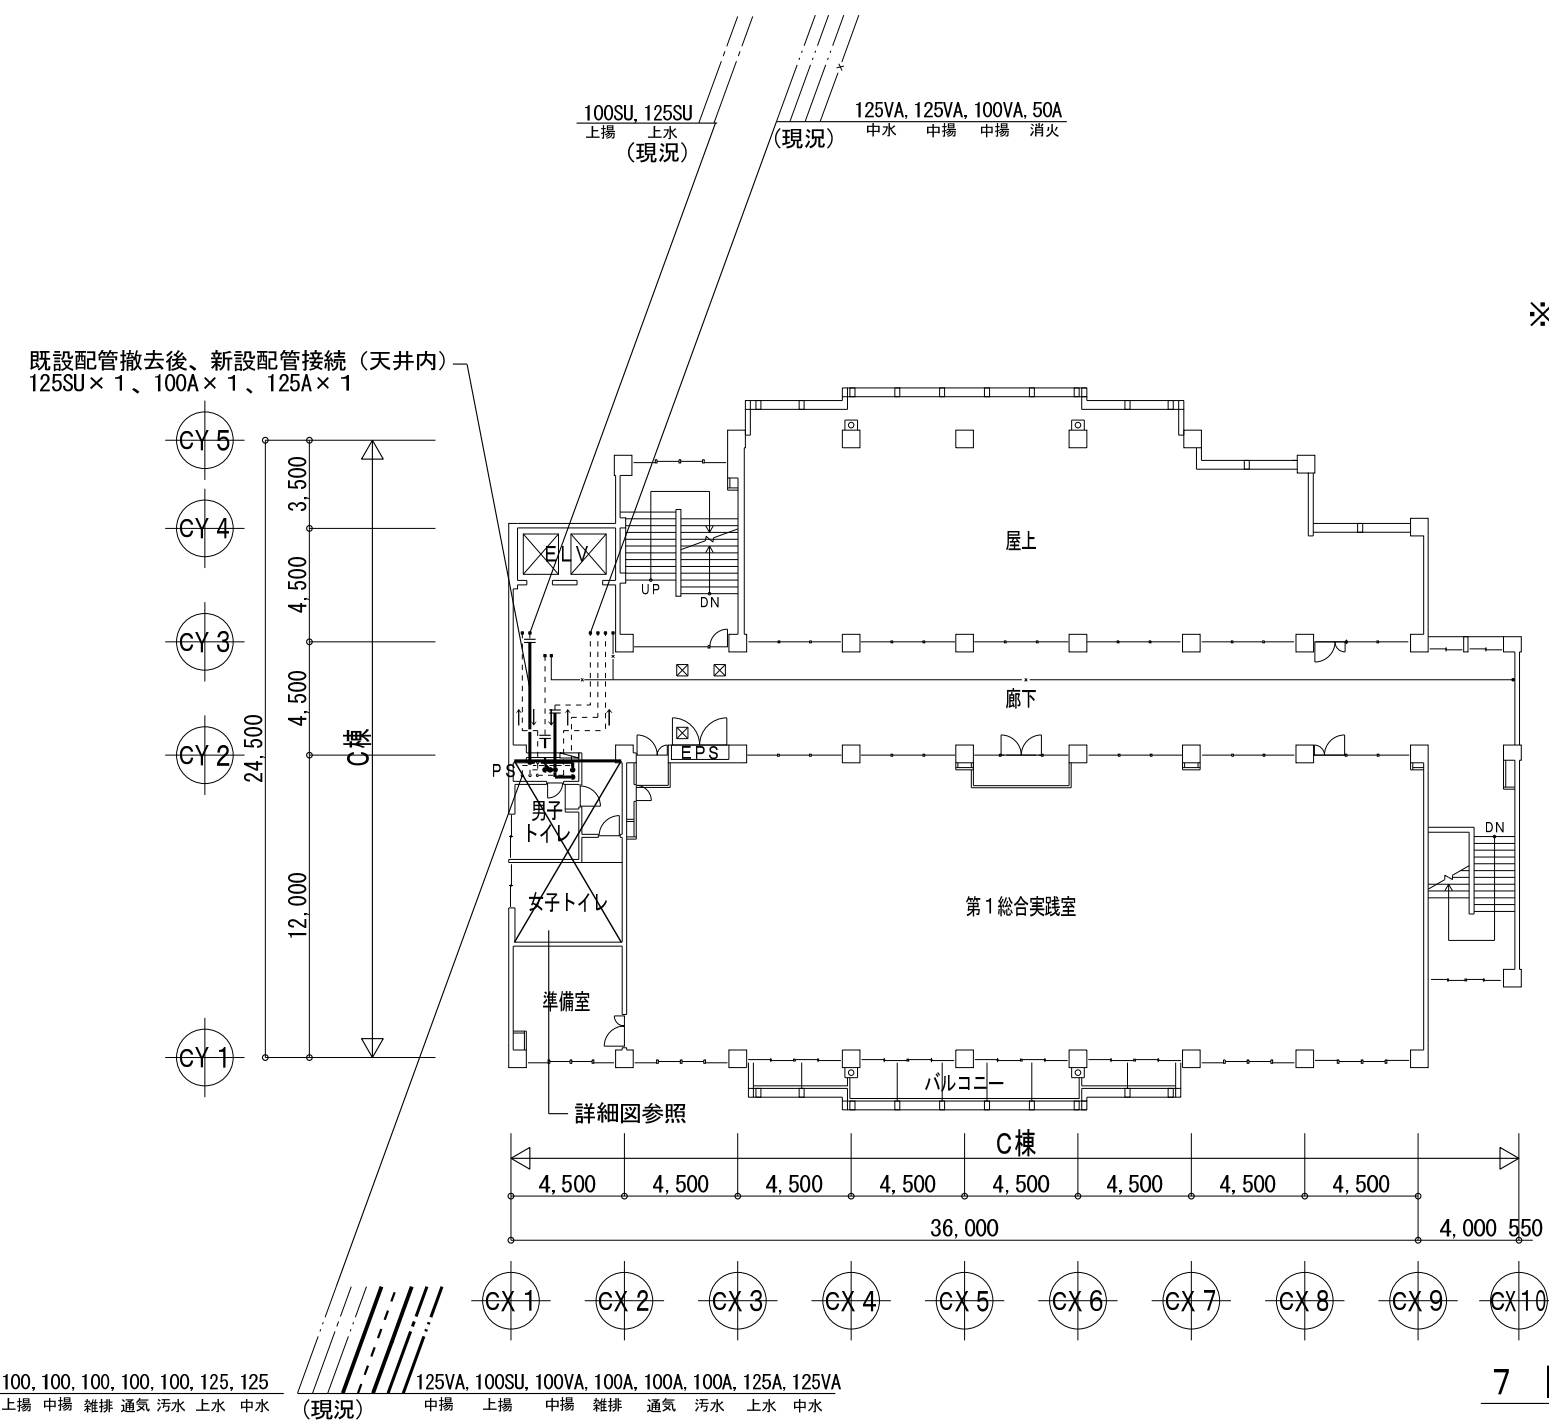 100SU, 125SU
上揚 上水
(現況)
125VA, 125VA, 100VA, 50A
中水 中揚 中揚 消火
(現況)
※
既設配管撤去後、新設配管接続（天井内）
125SU×１、100A×１、125A×１
CY5
CY4
CY3
CY2
CY1
3,500
4,500
4,500
12,000
24,500
C棟
ELV
UP
DN
屋上
廊下
EPS
PS
男子
トイレ
女子トイレ
第１総合実践室
DN
準備室
バルコニー
詳細図参照
C棟
4,500 4,500 4,500 4,500 4,500 4,500 4,500 4,500
36,000 4,000 550
CX1 CX2 CX3 CX4 CX5 CX6 CX7 CX8 CX9 CX10
100, 100, 100, 100, 100, 125, 125
上揚 中揚 雑排 通気 汚水 上水 中水
(現況)
125VA, 100SU, 100VA, 100A, 100A, 100A, 125A, 125VA
中揚 上揚 中揚 雑排 通気 汚水 上水 中水
7